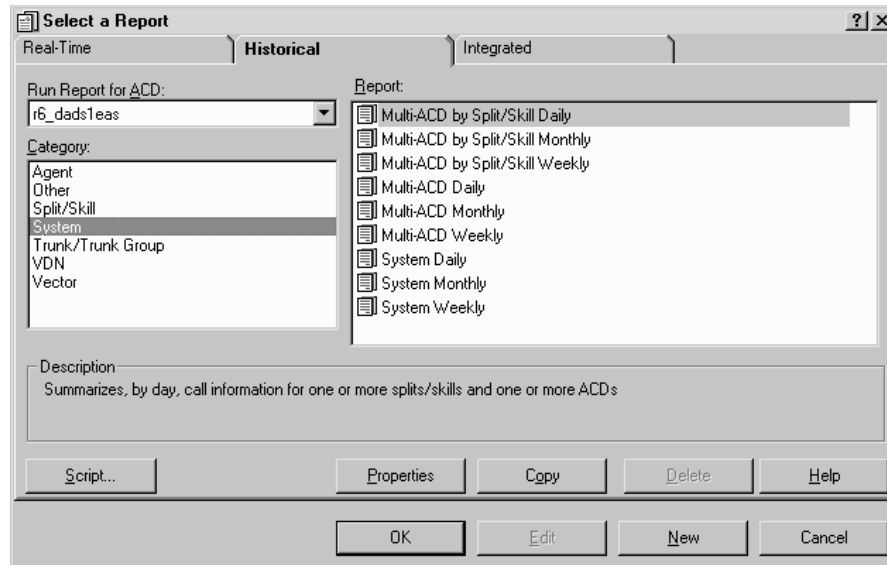 Select a Report
? ×
Real-Time
Historical
Integrated
Run Report for ACD:
r6_dads1eas
Category:
Agent
Other
Split/Skill
System
Trunk/Trunk Group
VDN
Vector
Report:
Multi-ACD by Split/Skill Daily
Multi-ACD by Split/Skill Monthly
Multi-ACD by Split/Skill Weekly
Multi-ACD Daily
Multi-ACD Monthly
Multi-ACD Weekly
System Daily
System Monthly
System Weekly
Description
Summarizes, by day, call information for one or more splits/skills and one or more ACDs
Script...
Properties
Copy
Delete
Help
OK
Edit
New
Cancel